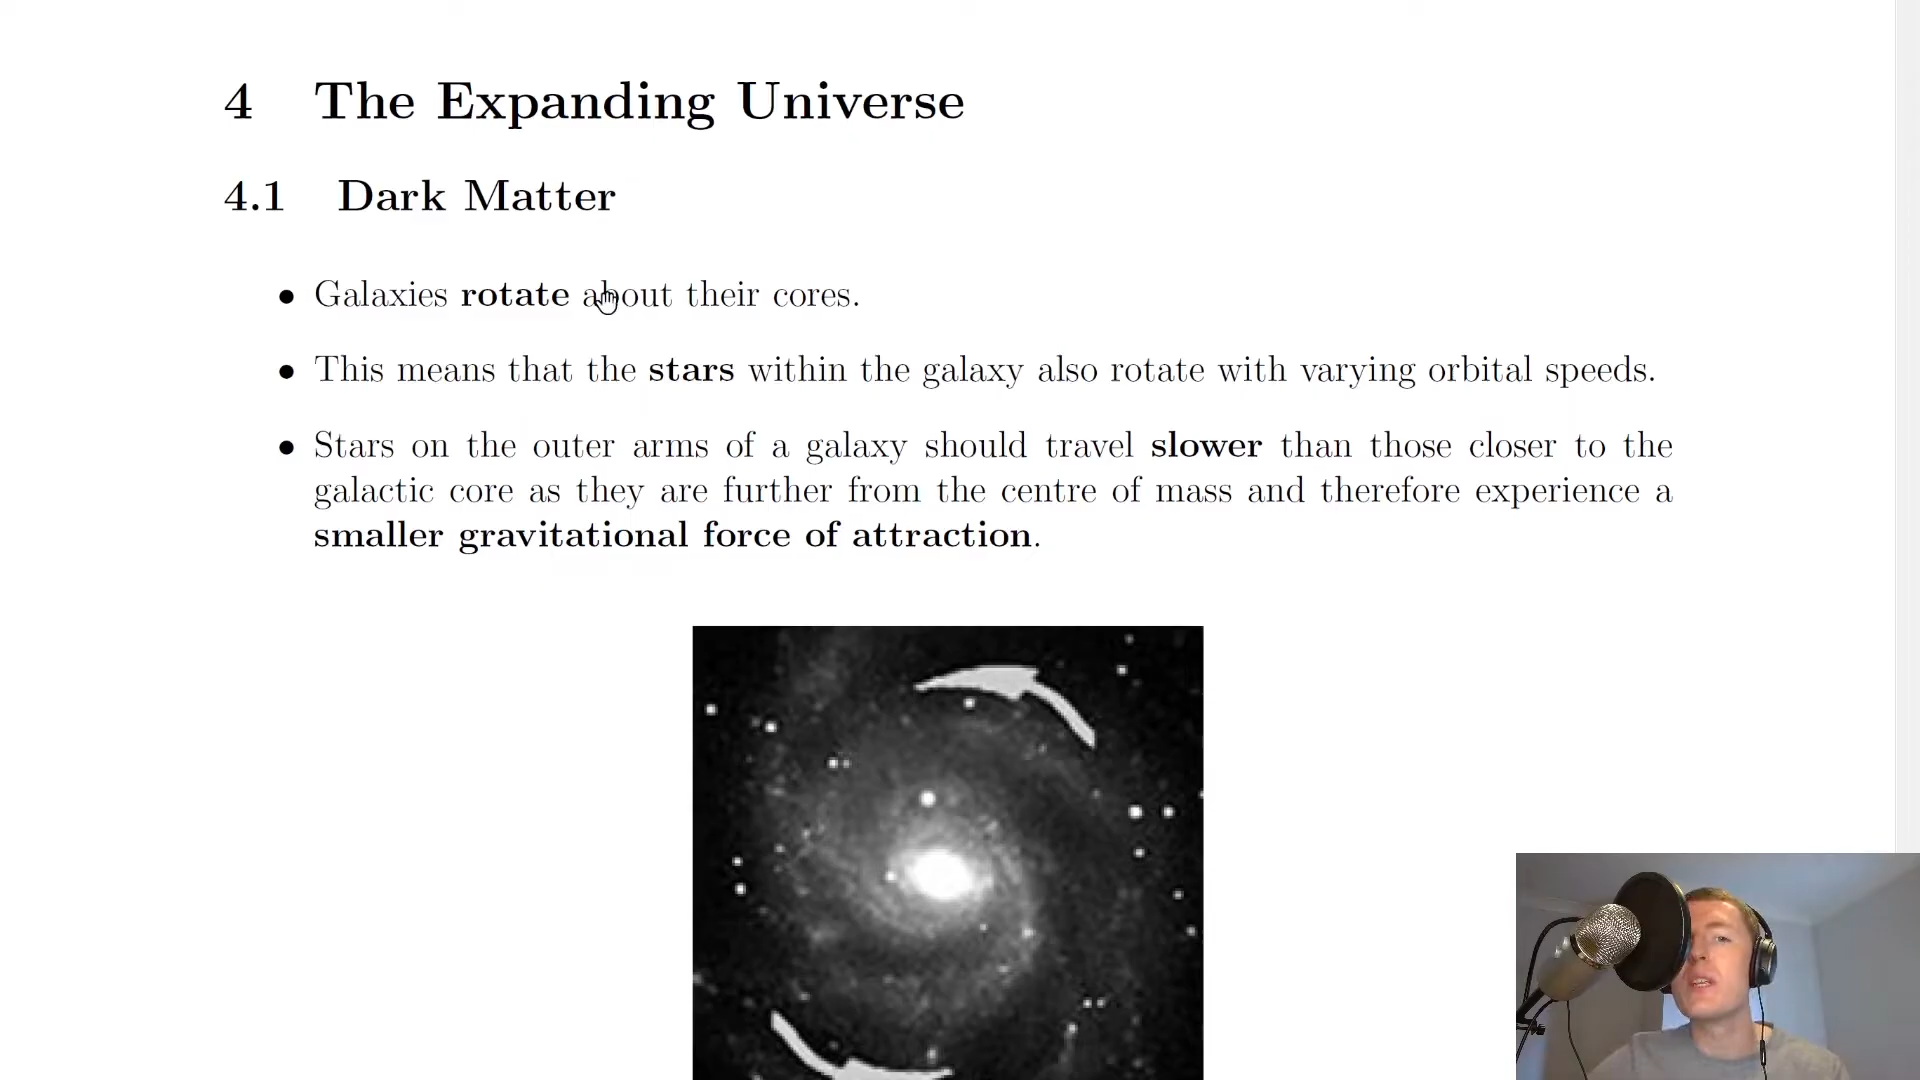 4 The Expanding Universe
4.1 Dark Matter
• Galaxies rotate about their cores.
• This means that the stars within the galaxy also rotate with varying orbital speeds.
• Stars on the outer arms of a galaxy should travel slower than those closer to the
galactic core as they are further from the centre of mass and therefore experience a
smaller gravitational force of attraction.